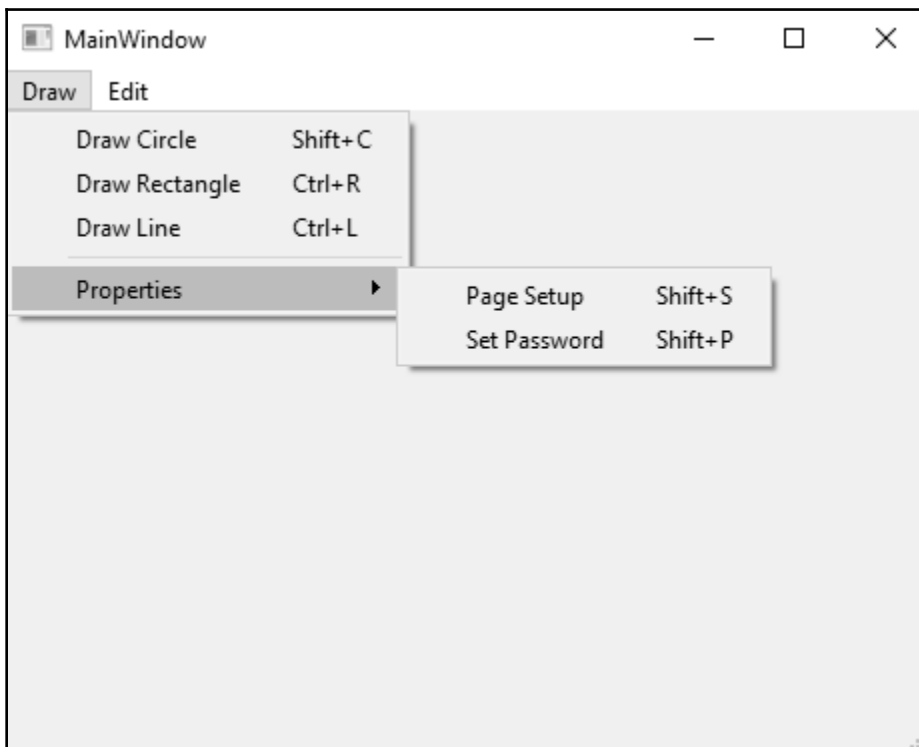 MainWindow
Draw Edit
Draw Circle Shift+C
Draw Rectangle Ctrl+R
Draw Line Ctrl+L
Properties
Page Setup Shift+S
Set Password Shift+P